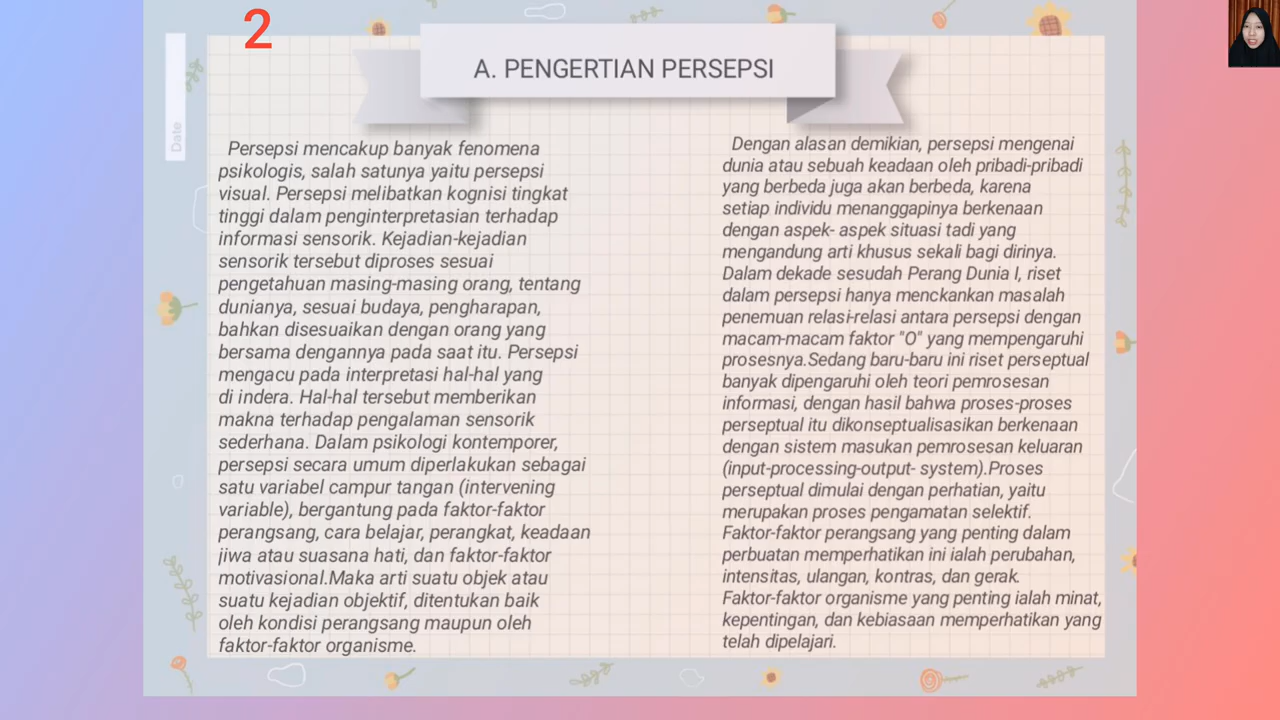 2
A. PENGERTIAN PERSEPSI
Date
Persepsi mencakup banyak fenomena
psikologis, salah satunya yaitu persepsi
visual. Persepsi melibatkan kognisi tingkat
tinggi dalam penginterpretasian terhadap
informasi sensorik. Kejadian-kejadian
sensorik tersebut diproses sesuai
pengetahuan masing-masing orang, tentang
dunianya, sesuai budaya, pengharapan,
bahkan disesuaikan dengan orang yang
bersama dengannya pada saat itu. Persepsi
mengacu pada interpretasi hal-hal yang
di indera. Hal-hal tersebut memberikan
makna terhadap pengalaman sensorik
sederhana. Dalam psikologi kontemporer,
persepsi secara umum diperlakukan sebagai
satu variabel campur tangan (intervening
variable), bergantung pada faktor-faktor
perangsang, cara belajar, perangkat, keadaan
jiwa atau suasana hati, dan faktor-faktor
motivasional.Maka arti suatu objek atau
suatu kejadian objektif, ditentukan baik
oleh kondisi perangsang maupun oleh
faktor-faktor organisme.
Dengan alasan demikian, persepsi mengenai
dunia atau sebuah keadaan oleh pribadi-pribadi
yang berbeda juga akan berbeda, karena
setiap individu menanggapinya berkenaan
dengan aspek- aspek situasi tadi yang
mengandung arti khusus sekali bagi dirinya.
Dalam dekade sesudah Perang Dunia I, riset
dalam persepsi hanya menckankan masalah
penemuan relasi-relasi antara persepsi dengan
macam-macam faktor "O" yang mempengaruhi
prosesnya.Sedang baru-baru ini riset perseptual
banyak dipengaruhi oleh teori pemrosesan
informasi, dengan hasil bahwa proses-proses
perseptual itu dikonseptualisasikan berkenaan
dengan sistem masukan pemrosesan keluaran
(input-processing-output- system).Proses
perseptual dimulai dengan perhatian, yaitu
merupakan proses pengamatan selektif.
Faktor-faktor perangsang yang penting dalam
perbuatan memperhatikan ini ialah perubahan,
intensitas, ulangan, kontras, dan gerak.
Faktor-faktor organisme yang penting ialah minat,
kepentingan, dan kebiasaan memperhatikan yang
telah dipelajari.